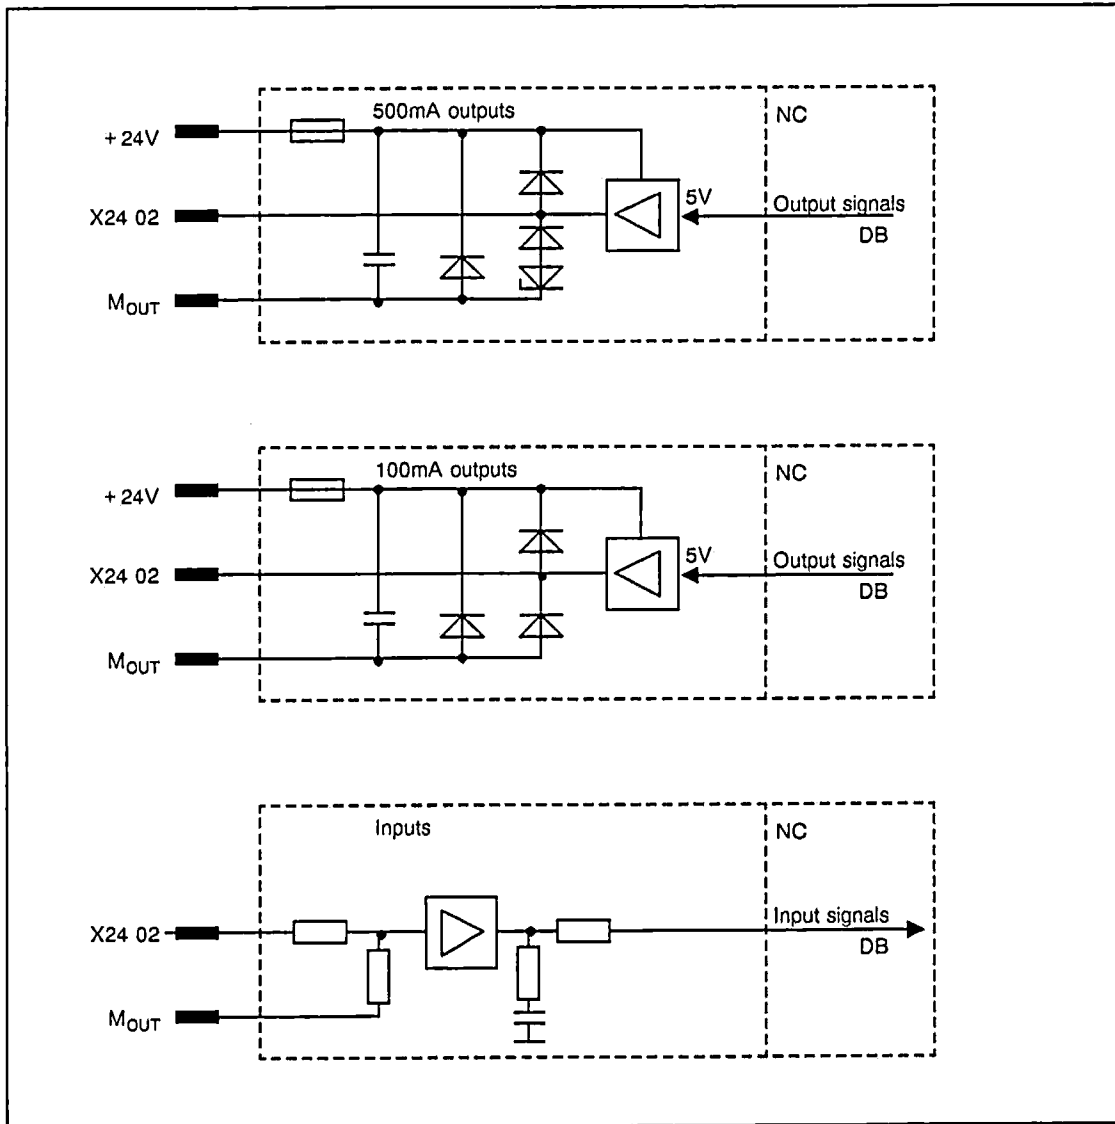 500mA outputs
NC
+24V
5V
Output signals
X24 02
DB
MOUT
100mA outputs
NC
+24V
5V
Output signals
X24 02
DB
MOUT
Inputs
NC
Input signals
X24 02
DB
MOUT